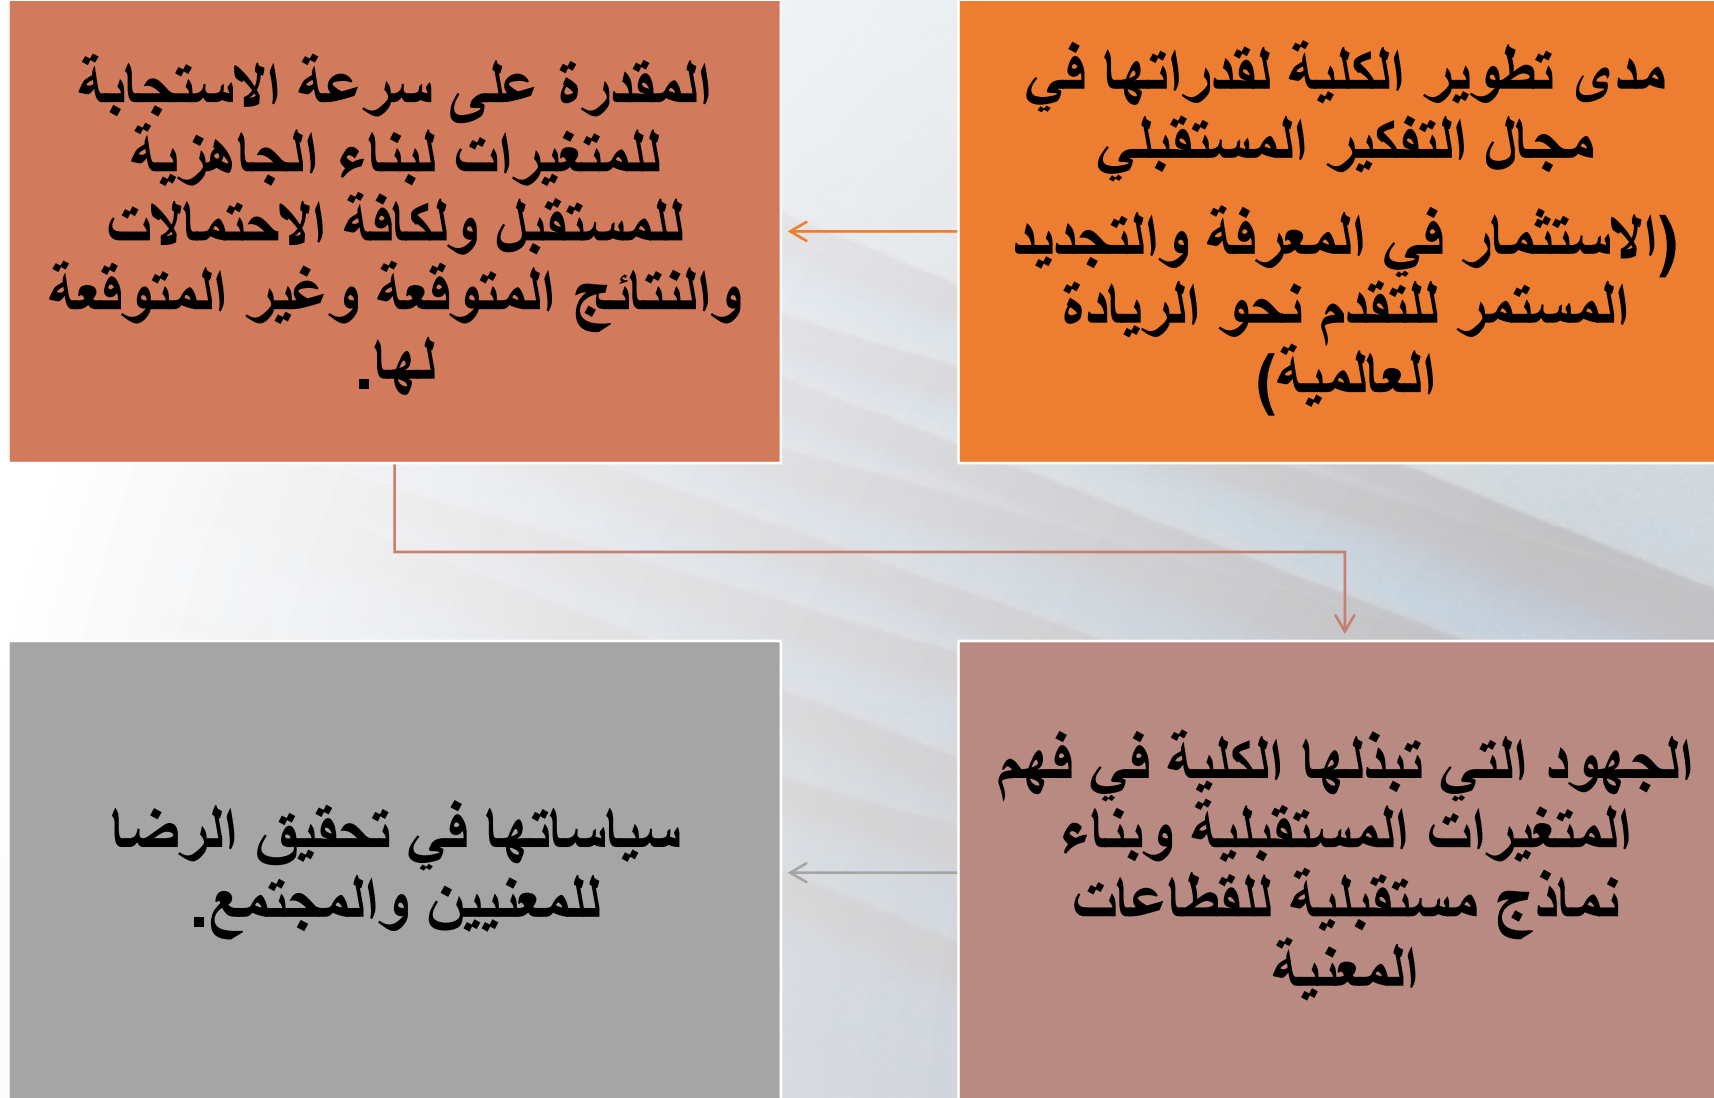 مدى تطوير الكلية لقدراتها في
مجال التفكير المستقبلي
(الاستثمار في المعرفة والتجديد
المستمر للتقدم نحو الريادة
العالمية)
المقدرة على سرعة الاستجابة
للمتغيرات لبناء الجاهزية
للمستقبل ولكافة الاحتمالات
والنتائج المتوقعة وغير المتوقعة
لها.
الجهود التي تبذلها الكلية في فهم
المتغيرات المستقبلية وبناء
نماذج مستقبلية للقطاعات
المعنية
سياساتها في تحقيق الرضا
للمعنيين والمجتمع.